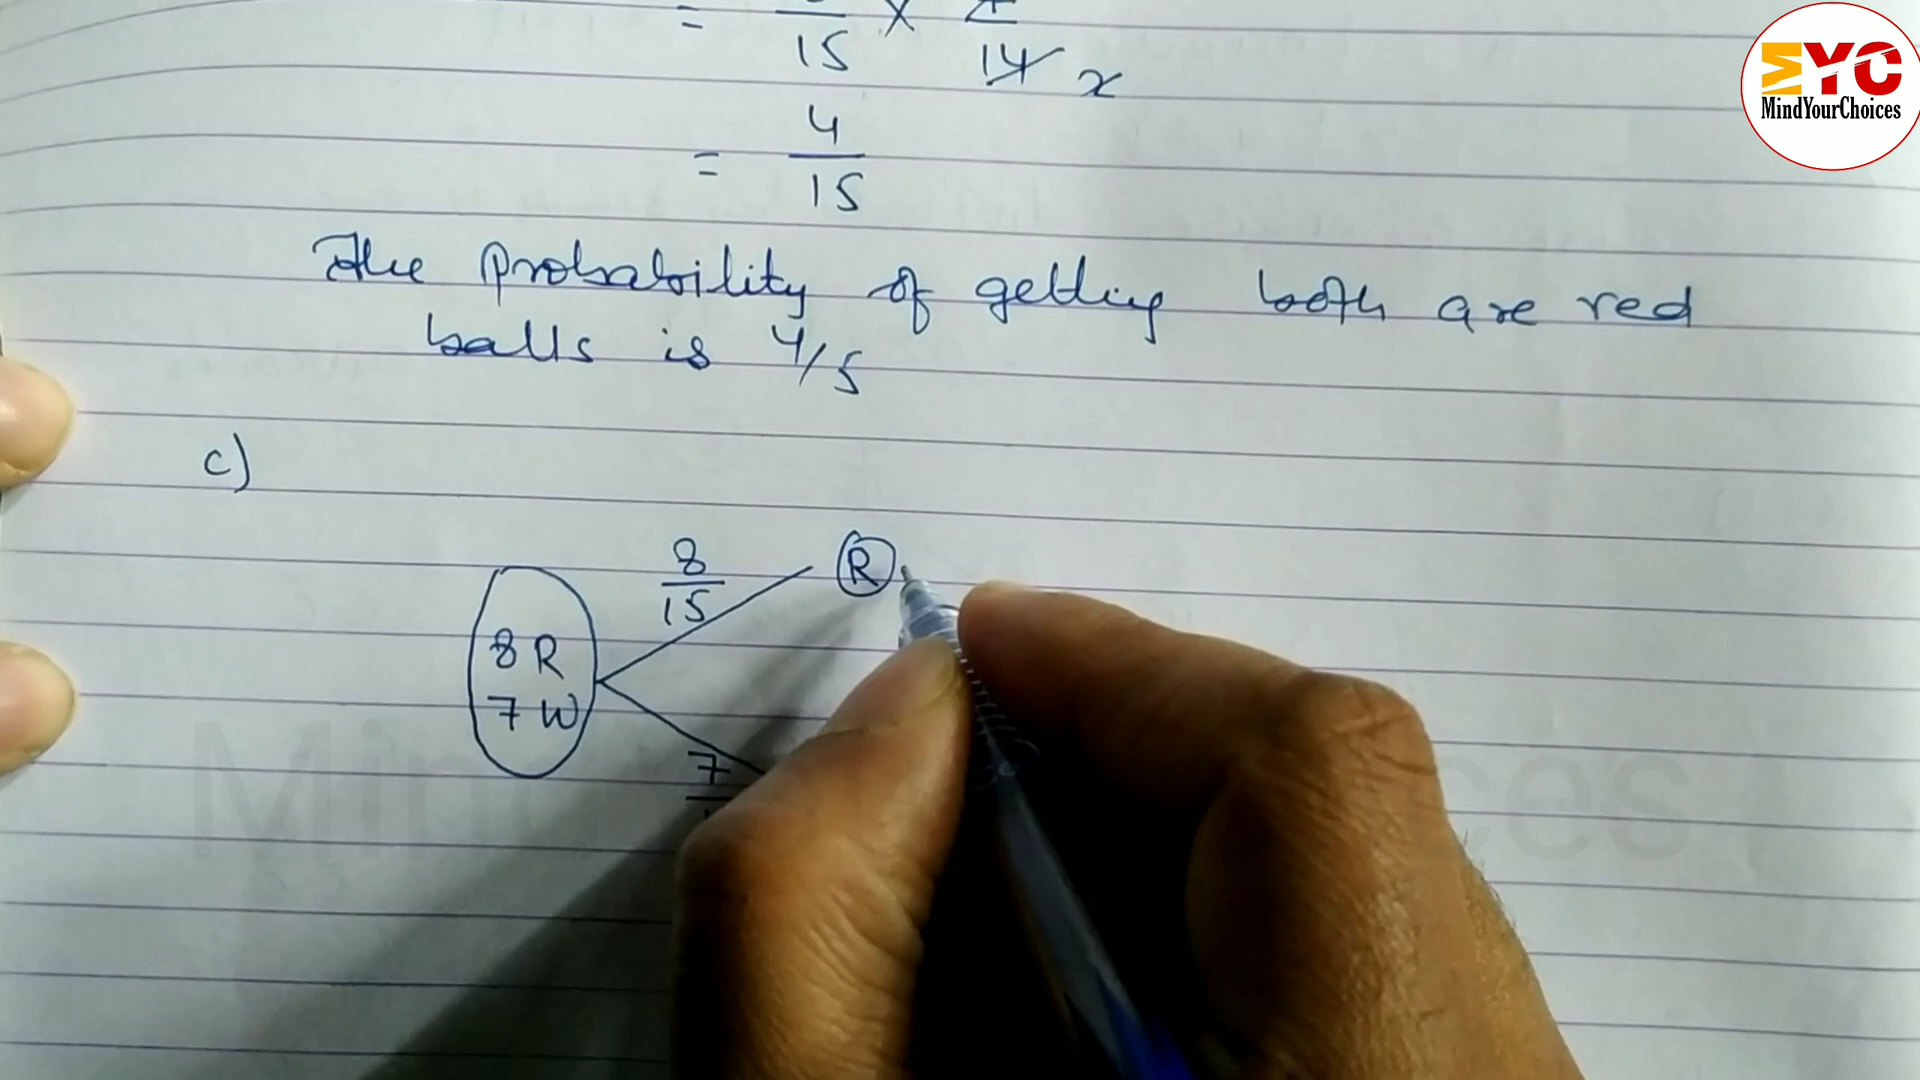 = 15 × 14 x
= 4/15
The probability of getting both are red
balls is 4/5
c)
8/15 R
8 R
7 W
7
MYC
MindYourChoices